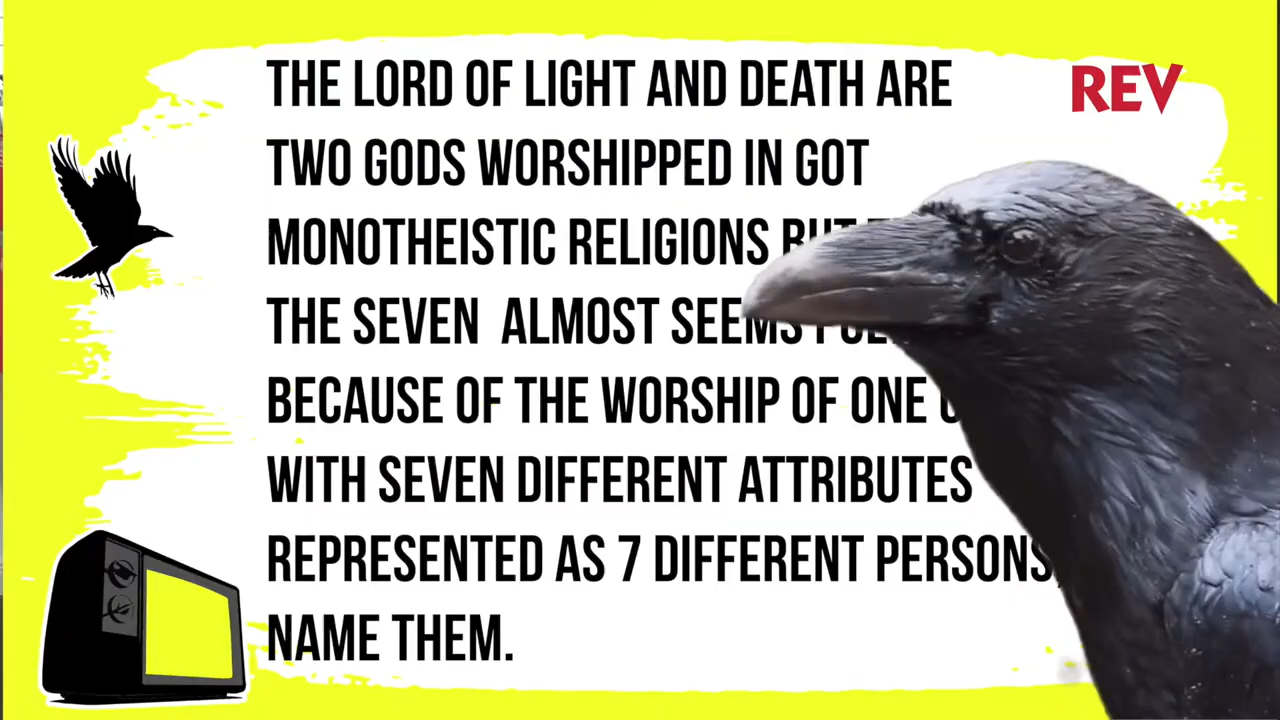 THE LORD OF LIGHT AND DEATH ARE
REV
TWO GODS WORSHIPPED IN GOT
MONOTHEISTIC RELIGIONS
THE SEVEN ALMOST SEEMS
BECAUSE OF THE WORSHIP OF ONE
WITH SEVEN DIFFERENT ATTRIBUTES
REPRESENTED AS 7 DIFFERENT PERSONS,
NAME THEM.